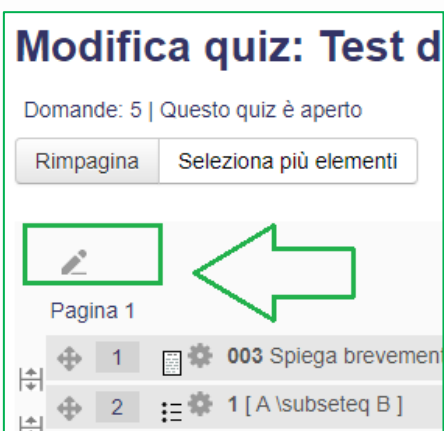 Modifica quiz: Test d
Domande: 5 | Questo quiz è aperto
Rimpagina Seleziona più elementi
Pagina 1
1 003 Spiega brevement
2 1 [ A \subseteq B ]